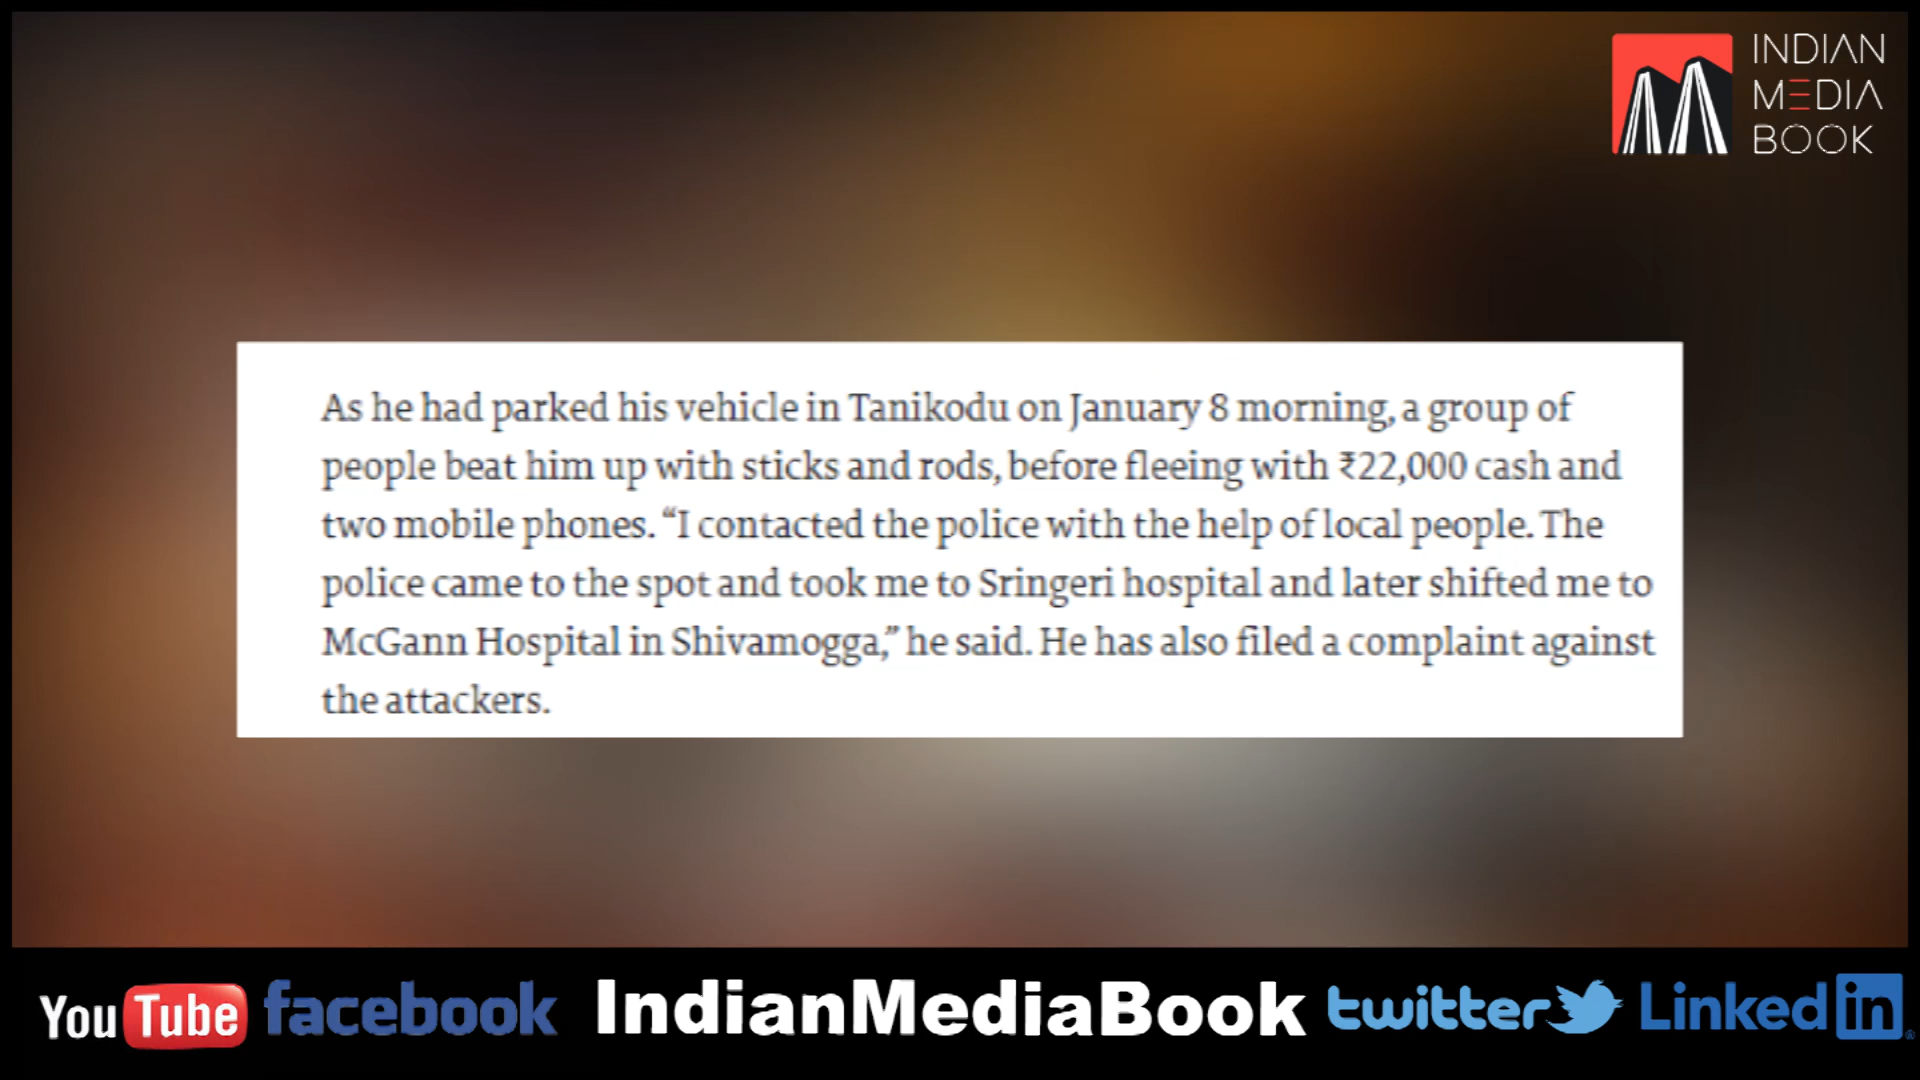 INDIAN
MEDIA
BOOK
As he had parked his vehicle in Tanikodu on January 8 morning, a group of
people beat him up with sticks and rods, before fleeing with ₹22,000 cash and
two mobile phones. “I contacted the police with the help of local people. The
police came to the spot and took me to Sringeri hospital and later shifted me to
McGann Hospital in Shivamogga,” he said. He has also filed a complaint against
the attackers.
YouTube facebook IndianMediaBook twitter Linked in